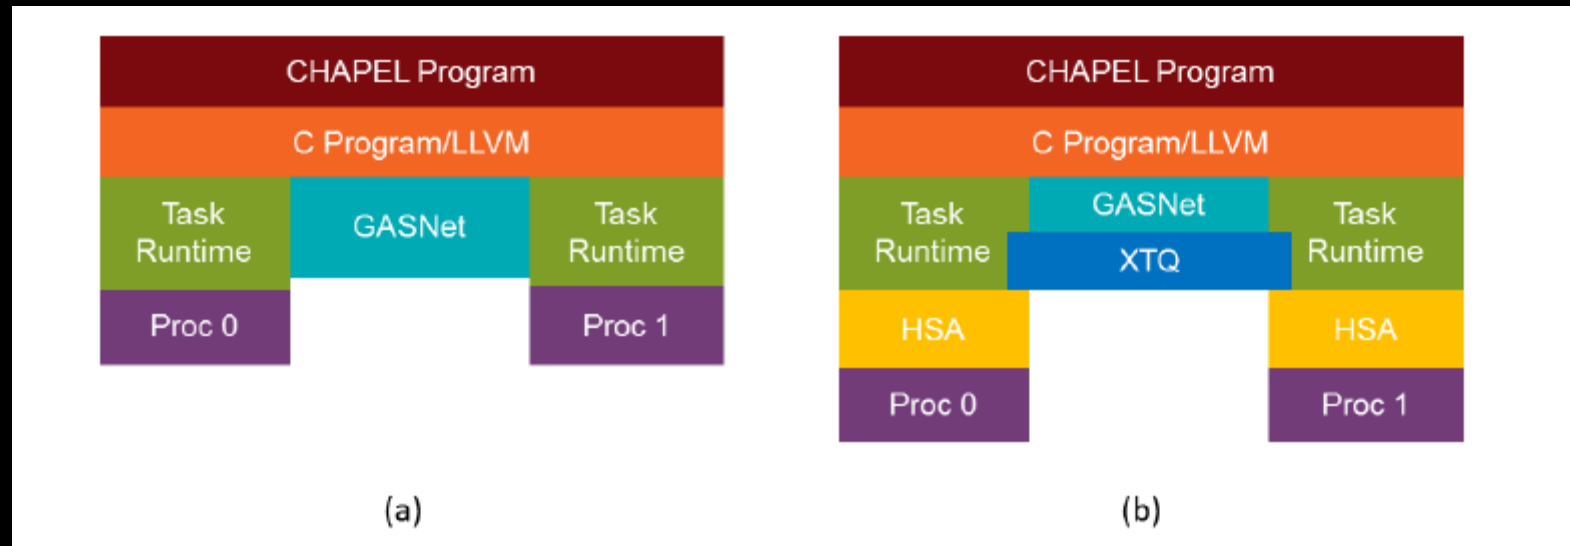 CHAPEL Program
C Program/LLVM
Task
Runtime
GASNet
Task
Runtime
Proc 0
Proc 1
(a)
CHAPEL Program
C Program/LLVM
Task
Runtime
GASNet
XTQ
Task
Runtime
HSA
HSA
Proc 0
Proc 1
(b)